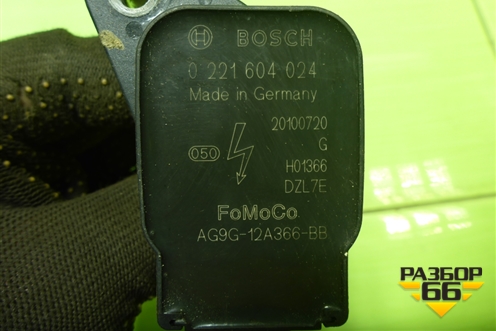 BOSCH
0 221 604 024
Made in Germany
20100720
G
050
H01366
DZL7E
FoMoCo
AG9G-12A366-BB
РАЗБОР
66